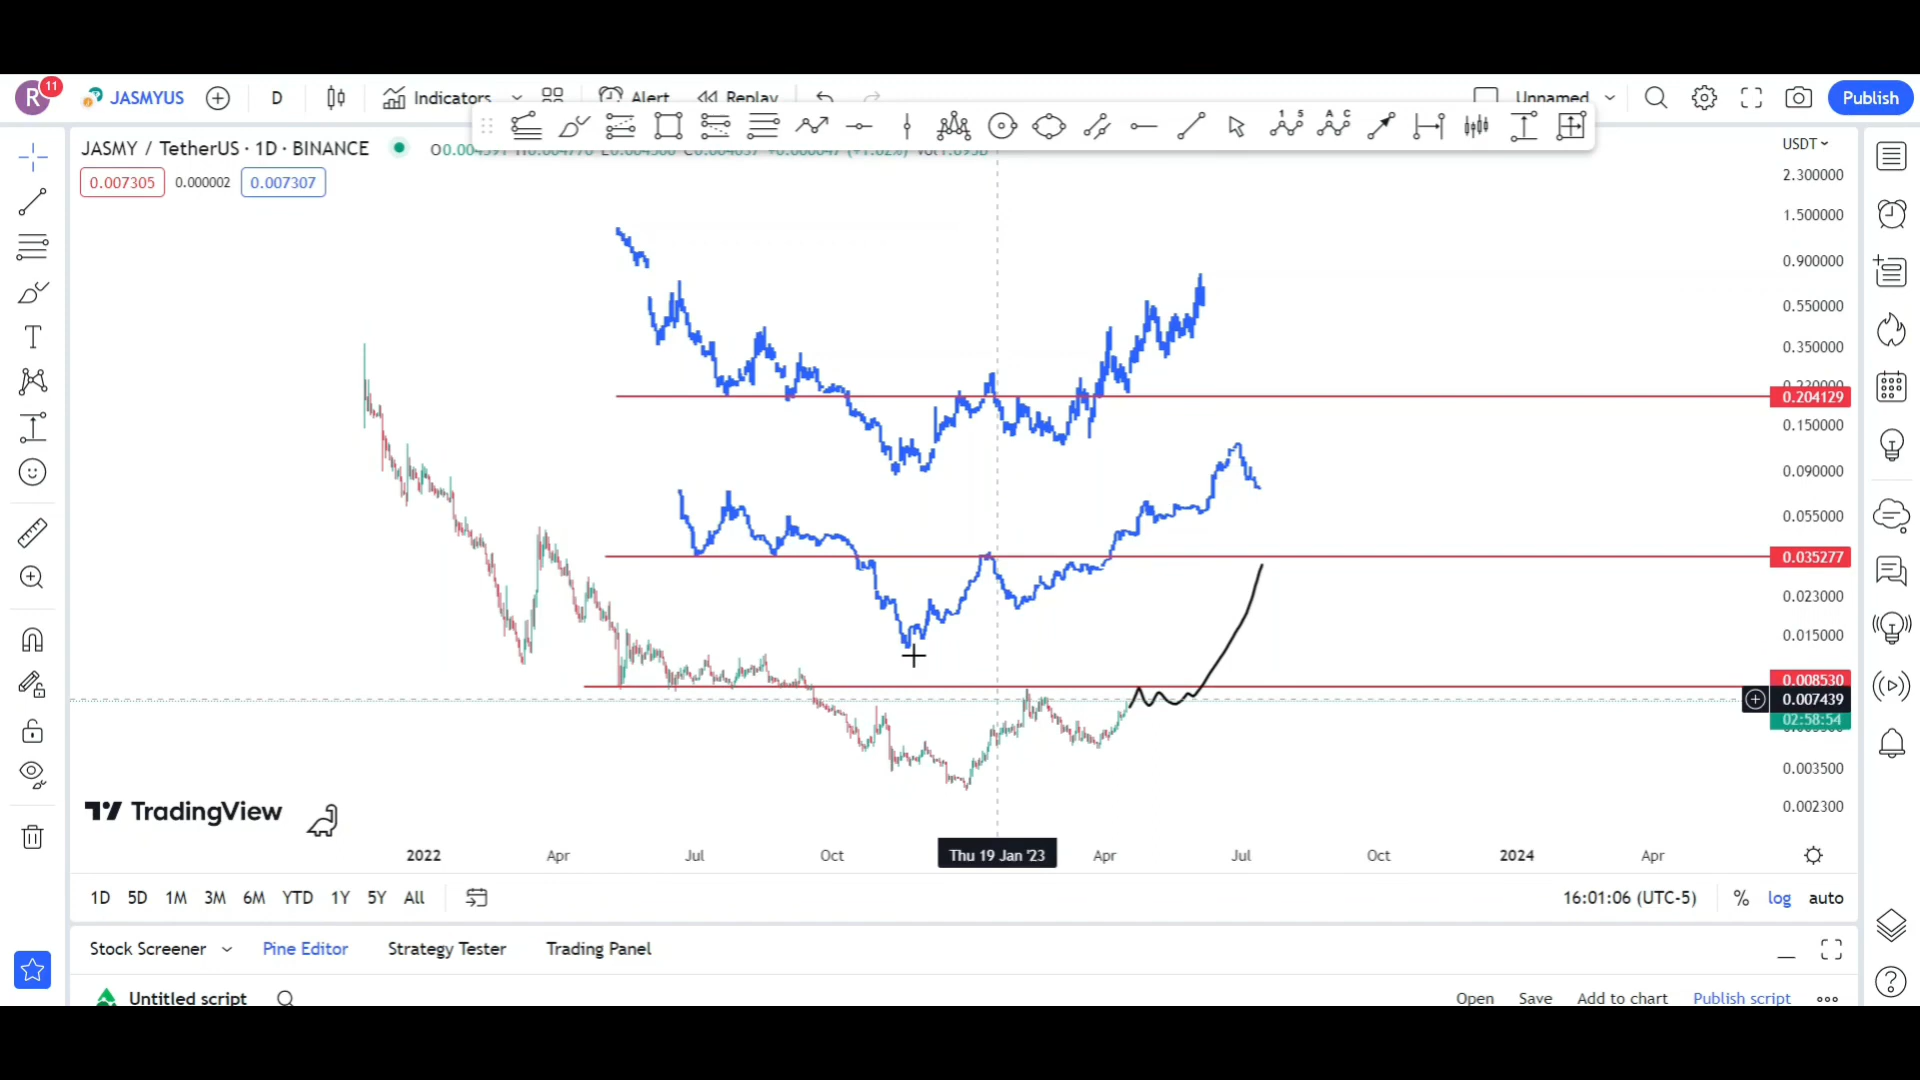 R 11 JASMYUS D Indicators Alert Replay Unnamed Publish
1 5 A C
JASMY / TetherUS · 1D · BINANCE
USDT
0.007305 0.000002 0.007307
2.300000
1.500000
0.900000
0.550000
0.350000
0.204129
0.150000
0.090000
0.055000
0.035277
0.023000
0.015000
0.008530
0.007439
02:58:54
0.003500
0.002300
TradingView
2022 Apr Jul Oct Thu 19 Jan '23 Apr Jul Oct 2024 Apr
1D 5D 1M 3M 6M YTD 1Y 5Y All 16:01:06 (UTC-5) % log auto
Stock Screener Pine Editor Strategy Tester Trading Panel
Untitled script Open Save Add to chart Publish script